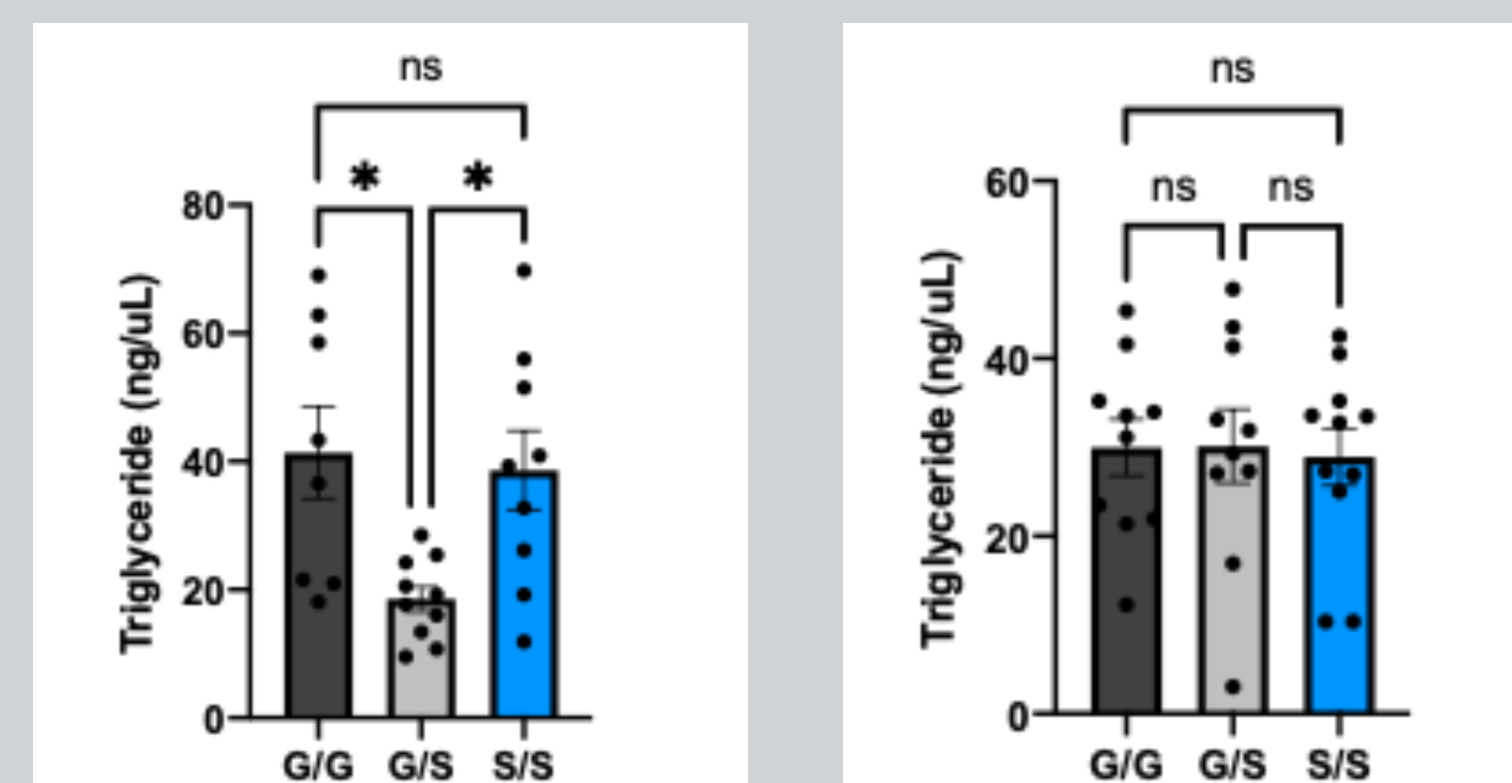 ns
* *
80
60
40
20
0
Triglyceride (ng/uL)
G/G G/S S/S
ns
ns ns
60
40
20
0
Triglyceride (ng/uL)
G/G G/S S/S